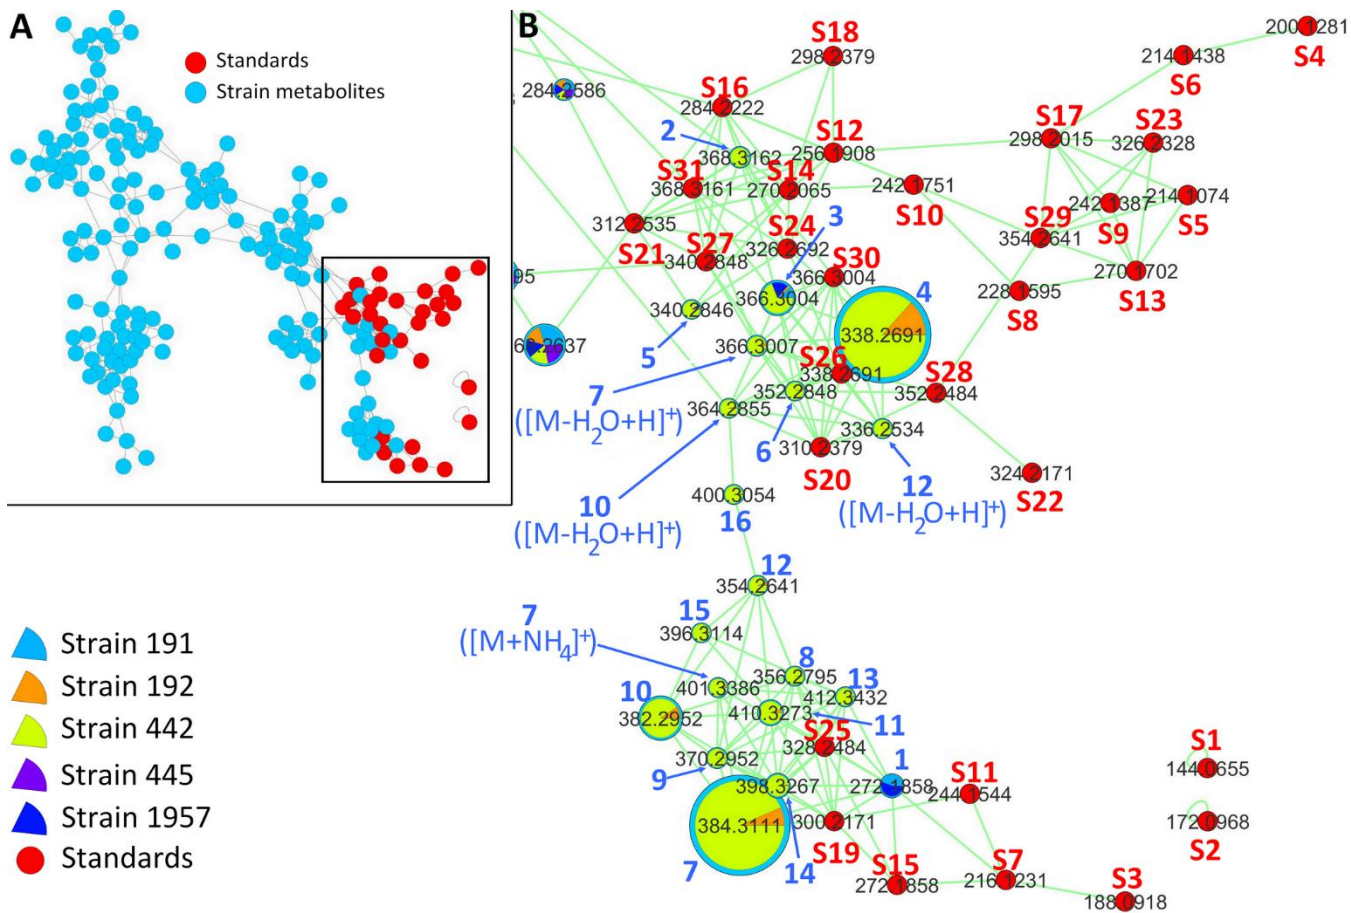 A
Standards
Strain metabolites
B
S18
298.2379
200.1281
S4
214.1438
S6
284.2586
S16
284.2222
2
368.3162
S12
256.1908
S17
298.2015
S23
326.2328
S31
368.3161
S14
270.2065
242.1751
S10
3
242.1387
S9
214.1074
S5
312.2535
S21
S27
340.2848
S24
326.2692
S29
354.2641
270.1702
S13
S30
366.3004
366.3004
228.1595
S8
4
338.2691
95
340.2846
5
2637
366.3007
7
([M-H₂O+H]⁺)
S26
338.2691
352.2848
6
S28
352.2484
364.2855
10
([M-H₂O+H]⁺)
310.2379
S20
336.2534
12
([M-H₂O+H]⁺)
324.2171
S22
400.3054
16
12
354.2641
7
([M+NH₄]⁺)
15
396.3114
8
356.2795
13
412.3432
401.3386
10
382.2952
410.3273
11
S25
328.2484
370.2952
9
398.3267
1
272.1858
S11
244.1544
S1
144.0655
384.3111
7
14
300.2171
S19
172.0968
S2
S15
272.1858
S7
216.1231
S3
188.0918
Strain 191
Strain 192
Strain 442
Strain 445
Strain 1957
Standards